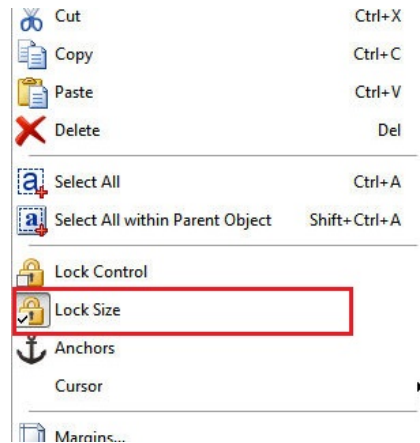 Cut Ctrl+X
Copy Ctrl+C
Paste Ctrl+V
Delete Del
Select All Ctrl+A
Select All within Parent Object Shift+Ctrl+A
Lock Control
Lock Size
Anchors
Cursor
Margins...